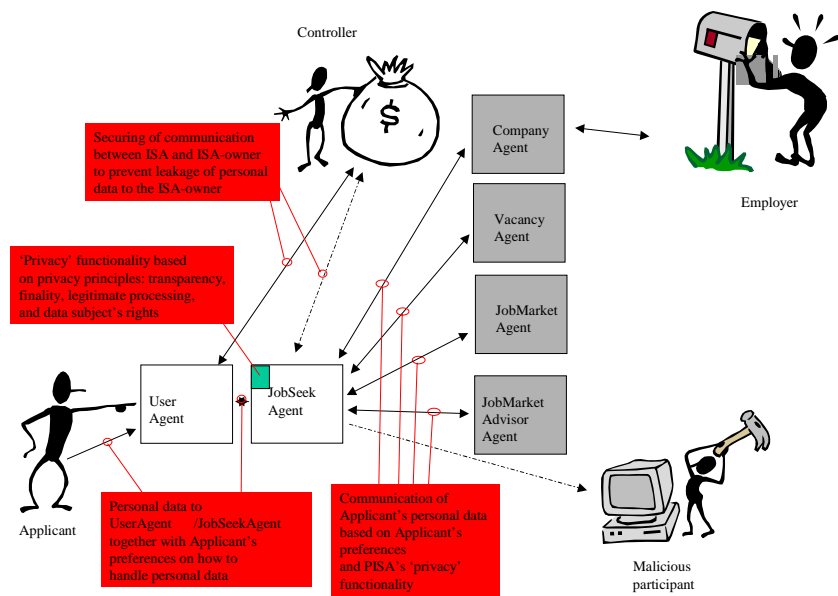 Controller
$
Securing of communication
between ISA and ISA-owner
to prevent leakage of personal
data to the ISA-owner
Company
Agent
Employer
Vacancy
Agent
'Privacy' functionality based
on privacy principles: transparency,
finality, legitimate processing,
and data subject's rights
JobMarket
Agent
User
Agent
JobSeek
Agent
JobMarket
Advisor
Agent
Applicant
Personal data to
UserAgent /JobSeekAgent
together with Applicant's
preferences on how to
handle personal data
Communication of
Applicant's personal data
based on Applicant's
preferences
and PISA's 'privacy'
functionality
Malicious
participant